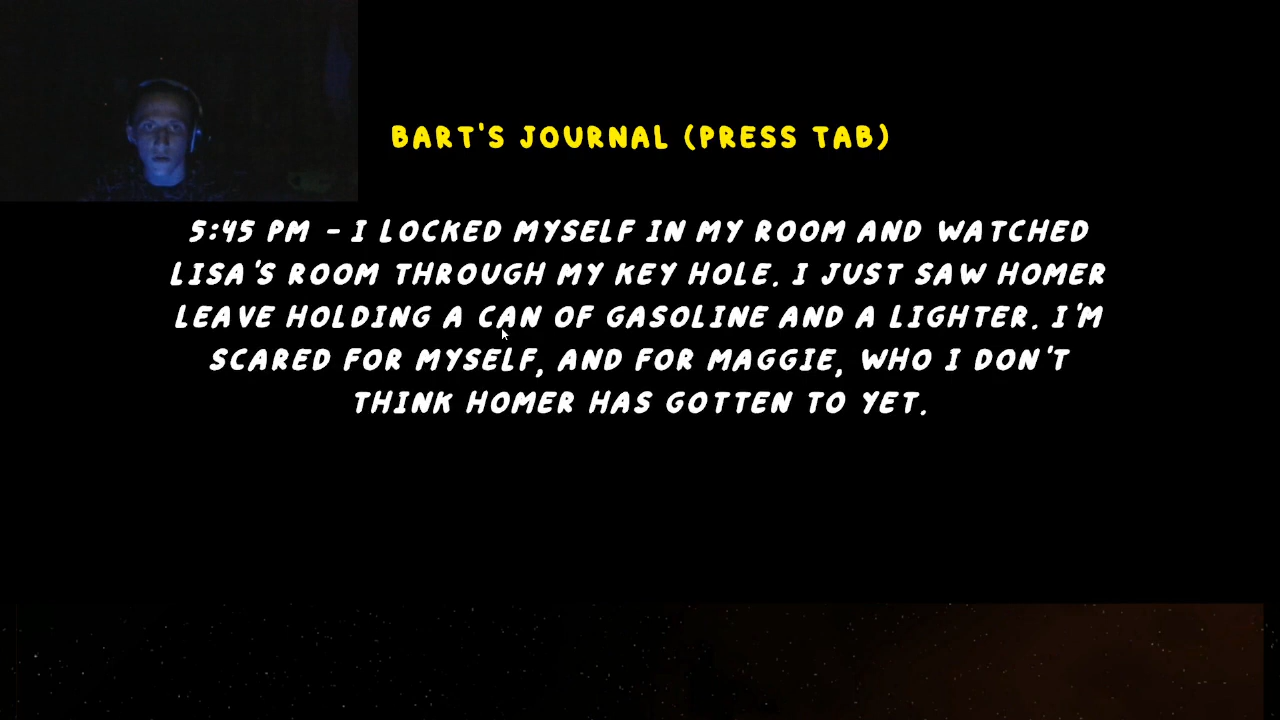 BART'S JOURNAL (PRESS TAB)
5:45 PM - I LOCKED MYSELF IN MY ROOM AND WATCHED
LISA'S ROOM THROUGH MY KEY HOLE. I JUST SAW HOMER
LEAVE HOLDING A CAN OF GASOLINE AND A LIGHTER. I'M
SCARED FOR MYSELF, AND FOR MAGGIE, WHO I DON'T
THINK HOMER HAS GOTTEN TO YET.